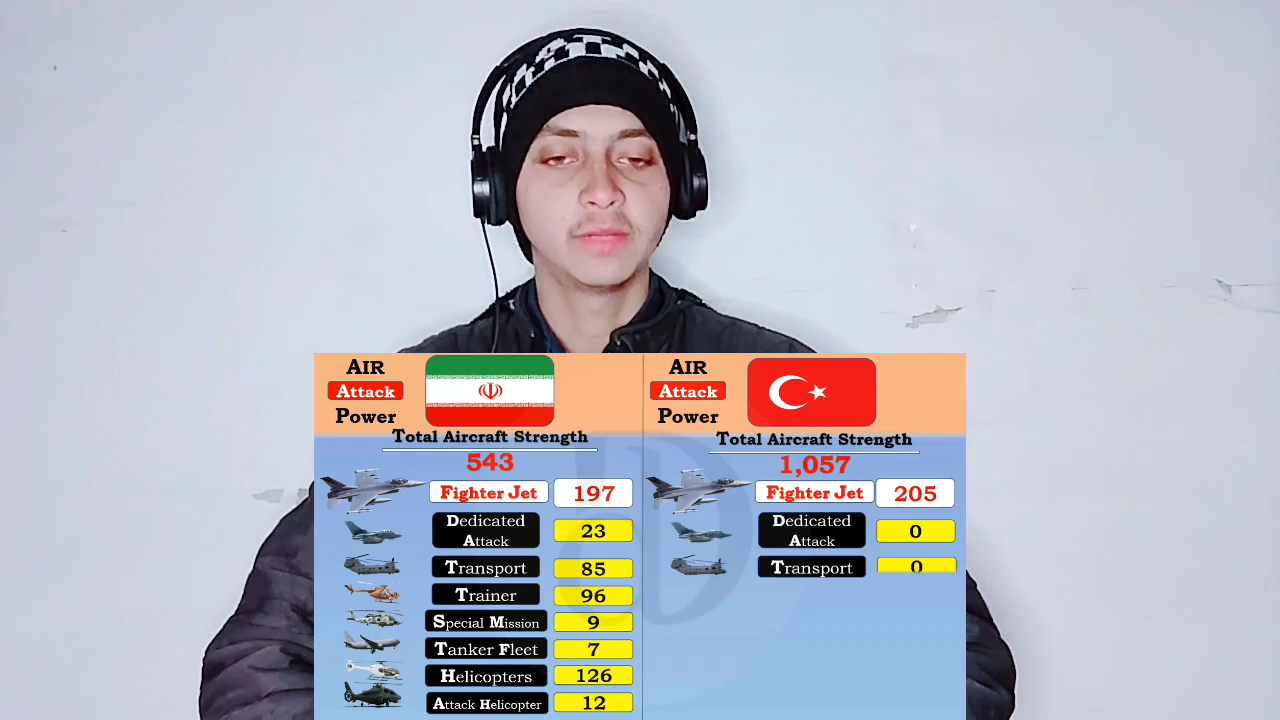 AIR
Attack
Power
Total Aircraft Strength
543
Fighter Jet 197
Dedicated
Attack 23
Transport 85
Trainer 96
Special Mission 9
Tanker Fleet 7
Helicopters 126
Attack Helicopter 12
AIR
Attack
Power
Total Aircraft Strength
1,057
Fighter Jet 205
Dedicated
Attack 0
Transport 0